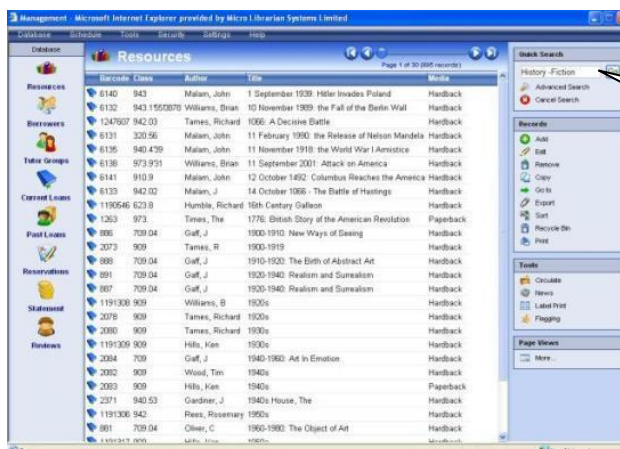 Management - Microsoft Internet Explorer provided by Micro Librarian Systems Limited
Database Schedule Tools Security Settings Help
Database
Resources
Borrowers
Tutor Groups
Current Loans
Past Loans
Reservations
Statement
Reviews
Resources
Page 1 of 30 (895 records)
Barcode Class Author Title Media
6140 943 Malam, John 1 September 1939: Hitler Invades Poland Hardback
6132 943.1550878 Williams, Brian 10 November 1989: the Fall of the Berlin Wall Hardback
1247607 942.03 Tames, Richard 1066: A Decisive Battle Hardback
6131 320.56 Malam, John 11 February 1990: the Release of Nelson Mandela Hardback
6135 940.439 Malam, John 11 November 1918: the World War I Armistice Hardback
6138 973.931 Williams, Brian 11 September 2001: Attack on America Hardback
6141 910.9 Malam, John 12 October 1492: Columbus Reaches the America Hardback
6133 942.02 Malam, J 14 October 1066 - The Battle of Hastings Hardback
1190546 623.8 Humble, Richard 16th Century Galleon Hardback
1263 973. Times, The 1776: British Story of the American Revolution Paperback
886 709.04 Gaff, J 1900-1910: New Ways of Seeing Hardback
2073 909 Tames, R 1900-1919 Hardback
888 709.04 Gaff, J 1910-1920: The Birth of Abstract Art Hardback
891 709.04 Gaff, J 1920-1940: Realism and Surrealism Hardback
887 709.04 Gaff, J 1920-1940: Realism and Surrealism Hardback
1191308 909 Williams, B 1920s Hardback
2078 909 Tames, Richard 1920s Hardback
2080 909 Tames, Richard 1930s Hardback
1191309 909 Hills, Ken 1930s Hardback
2084 709 Gaff, J 1940-1960: Art In Emotion Hardback
2082 909 Wood, Tim 1940s Hardback
2083 909 Hills, Ken 1940s Paperback
2371 940.53 Gardiner, J 1940s House, The Hardback
1191306 942 Rees, Rosemary 1950s Hardback
881 709.04 Oliver, C 1960-1980: The Object of Art Hardback
Quick Search
History -Fiction
Advanced Search
Cancel Search
Records
Add
Edit
Remove
Copy
Go to
Export
Sort
Recycle Bin
Print
Tools
Circulate
News
Label Print
Flagging
Page Views
More...